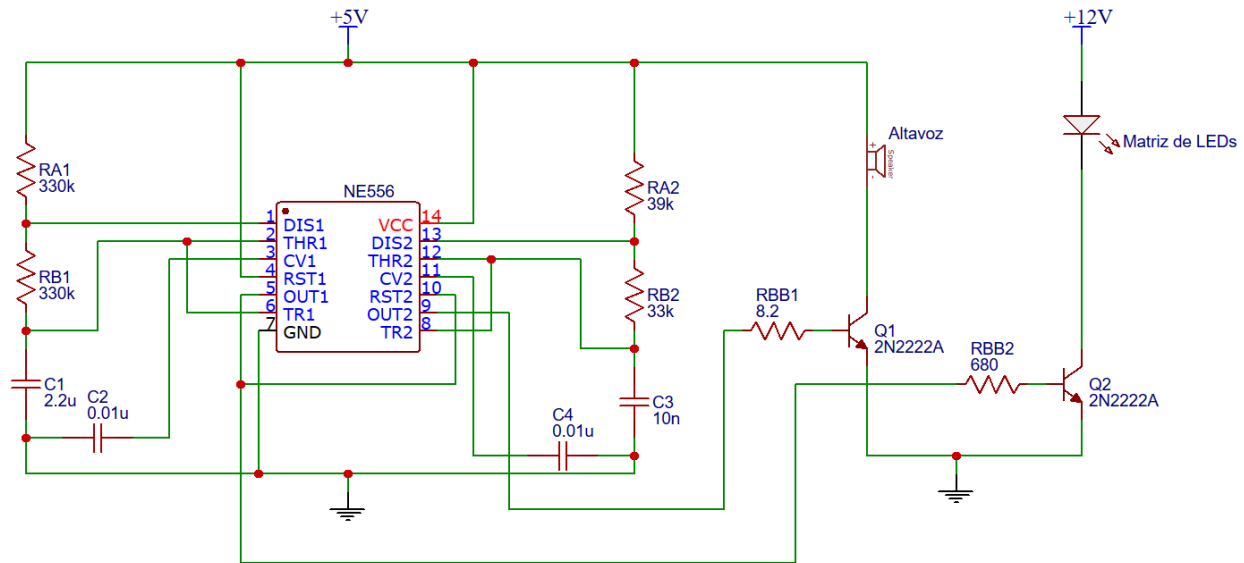 +5V
+12V
RA1
330k
RB1
330k
C1
2.2u
C2
0.01u
NE556
1 DIS1
2 THR1
3 CV1
4 RST1
5 OUT1
6 TR1
7 GND
VCC 14
DIS2 13
THR2 12
CV2 11
RST2 10
OUT2 9
TR2 8
RA2
39k
RB2
33k
C3
10n
C4
0.01u
Altavoz
+
Speaker
-
Matriz de LEDs
RBB1
8.2
Q1
2N2222A
RBB2
680
Q2
2N2222A